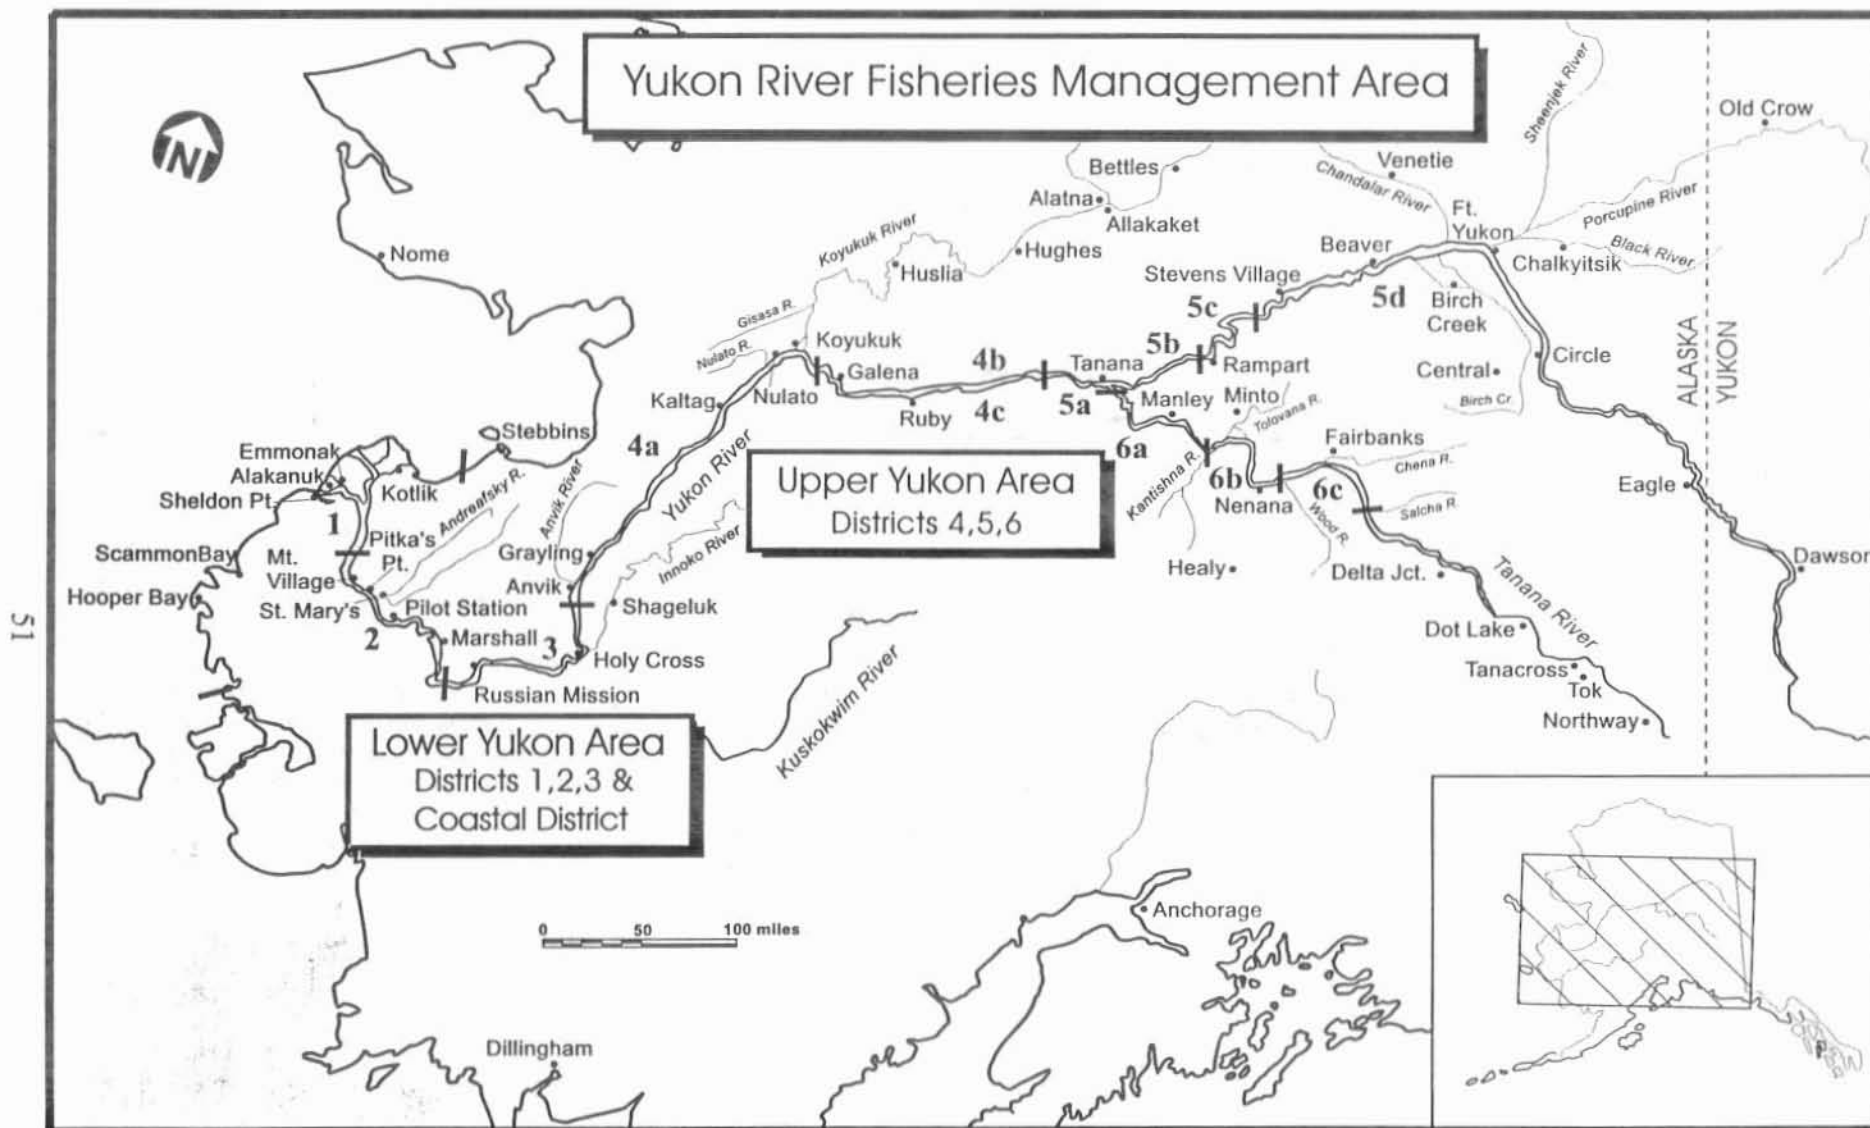 Yukon River Fisheries Management Area
N
Old Crow
Sheenjek River
Venetie
Chandalar River
Bettles
Alatna
Allakaket
Ft.
Yukon
Porcupine River
Black River
Chalkyitsik
Koyukuk River
Hughes
Huslia
Beaver
Stevens Village
Nome
5c
5d
Birch
Creek
Gisasa R.
Nulato R.
Koyukuk
Galena
4b
Tanana
5b
Rampart
Circle
Central
ALASKA
YUKON
Kaltag
Nulato
Ruby
4c
5a
Manley
Minto
Tolovana R.
Birch Cr.
Stebbins
4a
6a
Fairbanks
Chena R.
Emmonak
Alakanuk
Sheldon Pt.
Kotlik
Andreafsky R.
Anvik River
Yukon River
Upper Yukon Area
Districts 4,5,6
Kantishna R.
6b
Nenana
6c
Wood R.
Salcha R.
Eagle
1
Pitka's
Pt.
Scammon Bay
Mt.
Village
Grayling
Innoko River
Healy
Delta Jct.
Tanana River
Dawson
Hooper Bay
St. Mary's
Anvik
Shageluk
Pilot Station
2
Marshall
3
Holy Cross
Dot Lake
Tanacross
Tok
Northway
Russian Mission
Kuskokwim River
Lower Yukon Area
Districts 1,2,3 &
Coastal District
Anchorage
0 50 100 miles
Dillingham
51